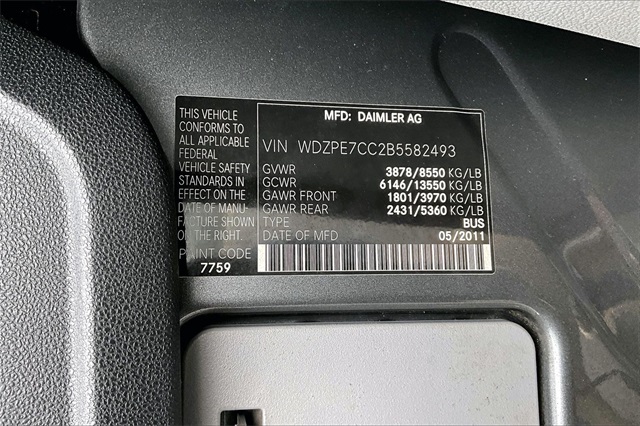 THIS VEHICLE
CONFORMS TO
ALL APPLICABLE
FEDERAL
VEHICLE SAFETY
STANDARDS IN
EFFECT ON THE
DATE OF MANU-
FACTURE SHOWN
ON THE RIGHT.
PAINT CODE
7759
MFD: DAIMLER AG
VIN WDZPE7CC2B5582493
GVWR 3878/8550 KG/LB
GCWR 6146/13550 KG/LB
GAWR FRONT 1801/3970 KG/LB
GAWR REAR 2431/5360 KG/LB
TYPE BUS
DATE OF MFD 05/2011